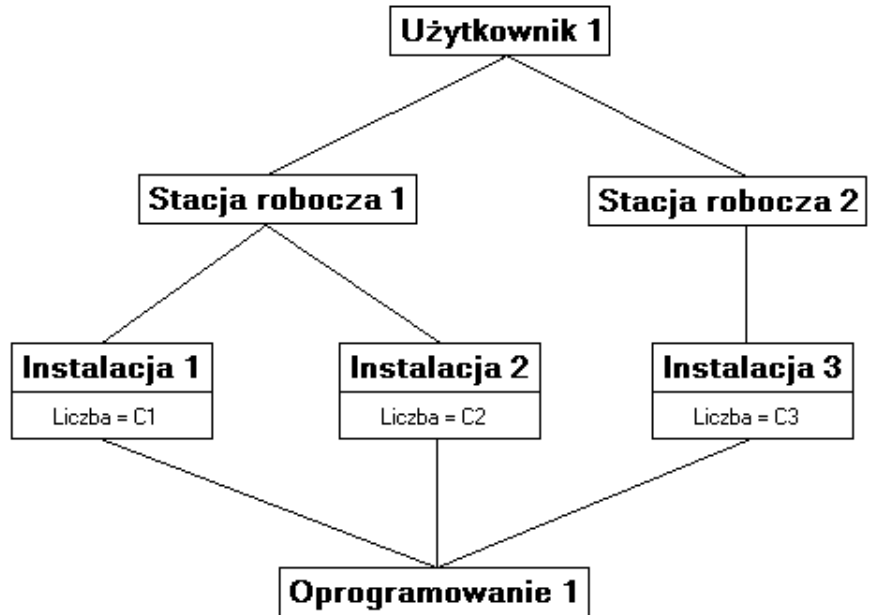 Użytkownik 1
Stacja robocza 1
Stacja robocza 2
Instalacja 1
Instalacja 2
Instalacja 3
Liczba = C1
Liczba = C2
Liczba = C3
Oprogramowanie 1